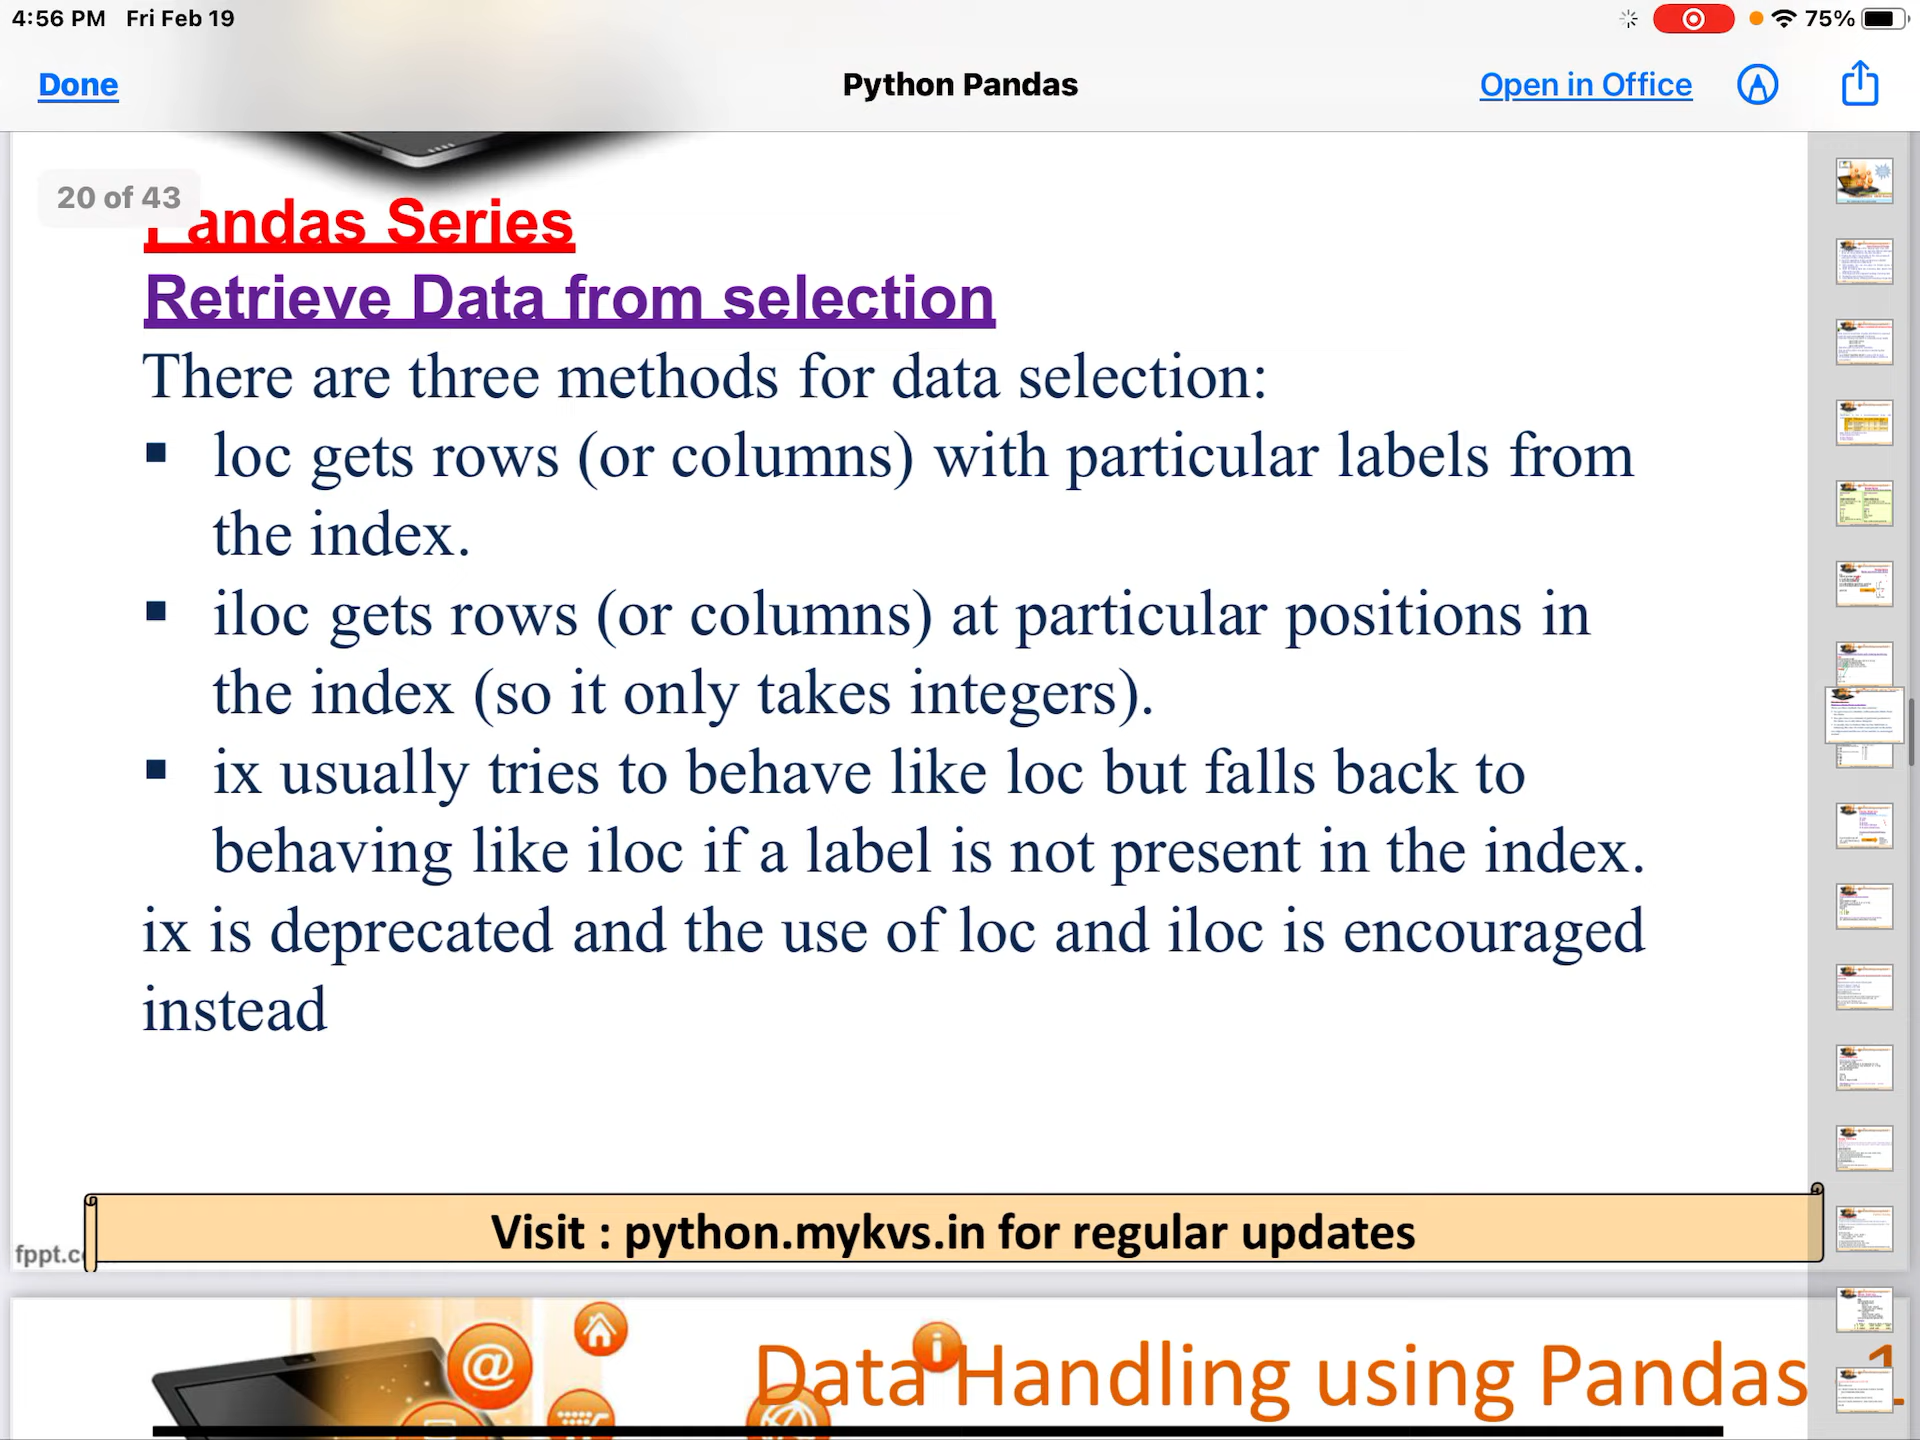 4:56 PM Fri Feb 19
75%
Done
Python Pandas
Open in Office
20 of 43
Pandas Series
Retrieve Data from selection
There are three methods for data selection:
▪ loc gets rows (or columns) with particular labels from
the index.
▪ iloc gets rows (or columns) at particular positions in
the index (so it only takes integers).
▪ ix usually tries to behave like loc but falls back to
behaving like iloc if a label is not present in the index.
ix is deprecated and the use of loc and iloc is encouraged
instead
Visit : python.mykvs.in for regular updates
fppt.c
Data Handling using Pandas 1